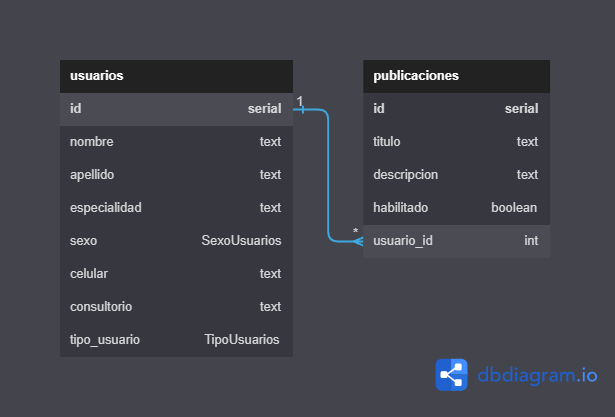 usuarios
id serial
nombre text
apellido text
especialidad text
sexo SexoUsuarios
celular text
consultorio text
tipo_usuario TipoUsuarios
1
*
publicaciones
id serial
titulo text
descripcion text
habilitado boolean
usuario_id int
dbdiagram.io